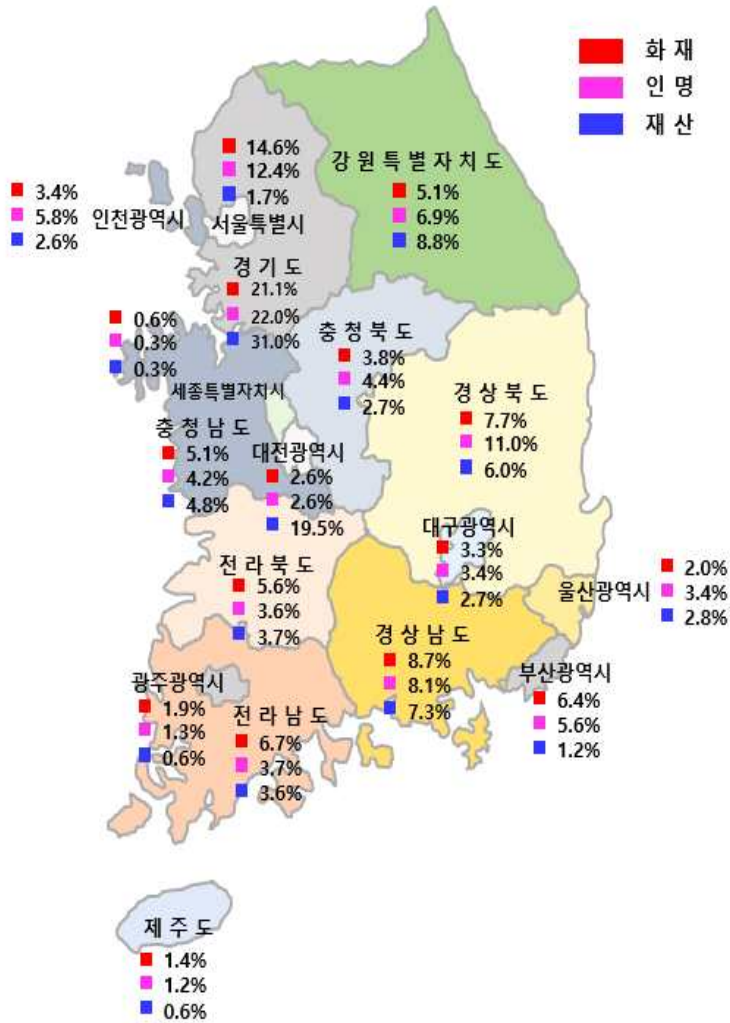 화 재
인 명
재 산
14.6%
12.4%
1.7%
서울특별시
강 원 특 별 자 치 도
5.1%
6.9%
8.8%
3.4%
5.8%
2.6%
인천광역시
경 기 도
21.1%
22.0%
31.0%
0.6%
0.3%
0.3%
세종특별자치시
충 청 북 도
3.8%
4.4%
2.7%
경 상 북 도
7.7%
11.0%
6.0%
충 청 남 도
5.1%
4.2%
4.8%
대전광역시
2.6%
2.6%
19.5%
대구광역시
3.3%
3.4%
2.7%
울산광역시
2.0%
3.4%
2.8%
전 라 북 도
5.6%
3.6%
3.7%
경 상 남 도
8.7%
8.1%
7.3%
부산광역시
6.4%
5.6%
1.2%
광주광역시
1.9%
1.3%
0.6%
전 라 남 도
6.7%
3.7%
3.6%
제 주 도
1.4%
1.2%
0.6%